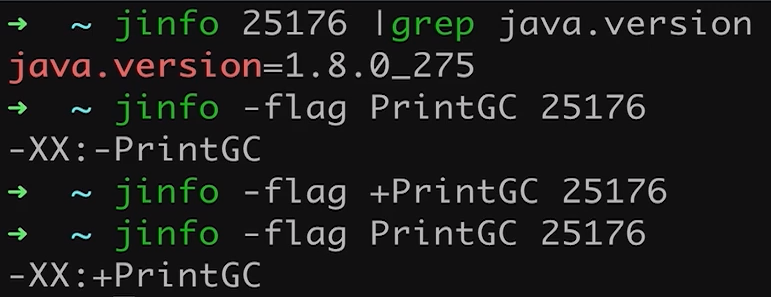 → ~ jinfo 25176 |grep java.version
java.version=1.8.0_275
→ ~ jinfo -flag PrintGC 25176
-XX:-PrintGC
→ ~ jinfo -flag +PrintGC 25176
→ ~ jinfo -flag PrintGC 25176
-XX:+PrintGC